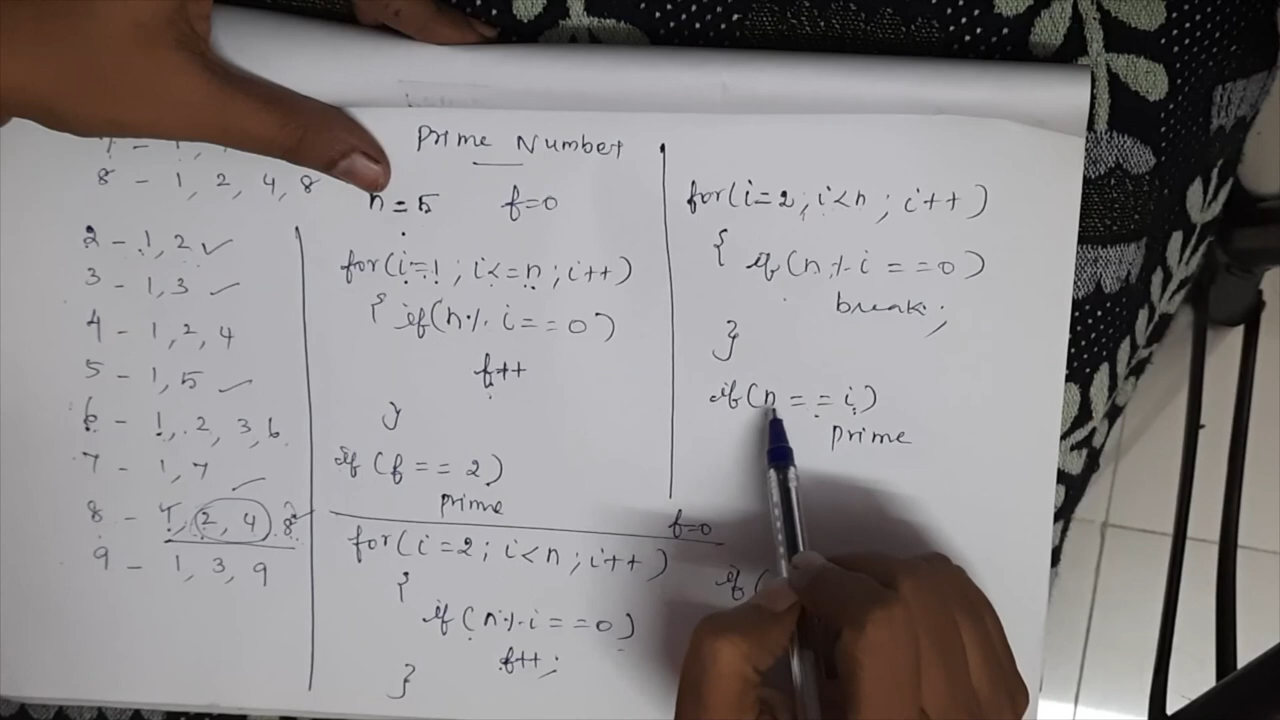 Prime Number
8 - 1, 2, 4, 8
2 - 1, 2 ✓
3 - 1, 3 ✓
4 - 1, 2, 4
5 - 1, 5 ✓
6 - 1, 2, 3, 6
7 - 1, 7 ✓
8 - 1, 2, 4, 8
9 - 1, 3, 9
n = 5 f=0
for(i=1; i<=n; i++)
{ if(n% i==0)
f++
}
if (f == 2)
prime
f=0
for(i=2; i<n; i++)
{
if(n%i==0)
f++;
}
if (
for(i=2; i<n; i++)
{ if(n%i==0)
break;
}
if(n==i)
prime